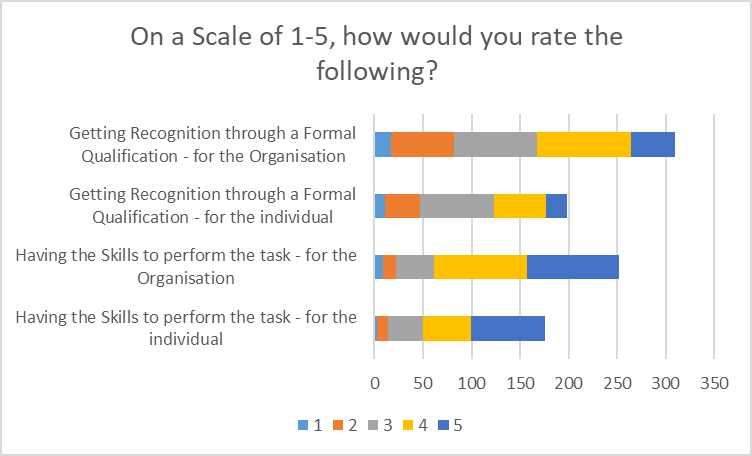 On a Scale of 1-5, how would you rate the
following?
Getting Recognition through a Formal
Qualification - for the Organisation
Getting Recognition through a Formal
Qualification - for the individual
Having the Skills to perform the task - for the
Organisation
Having the Skills to perform the task - for the
individual
0 50 100 150 200 250 300 350
1 2 3 4 5